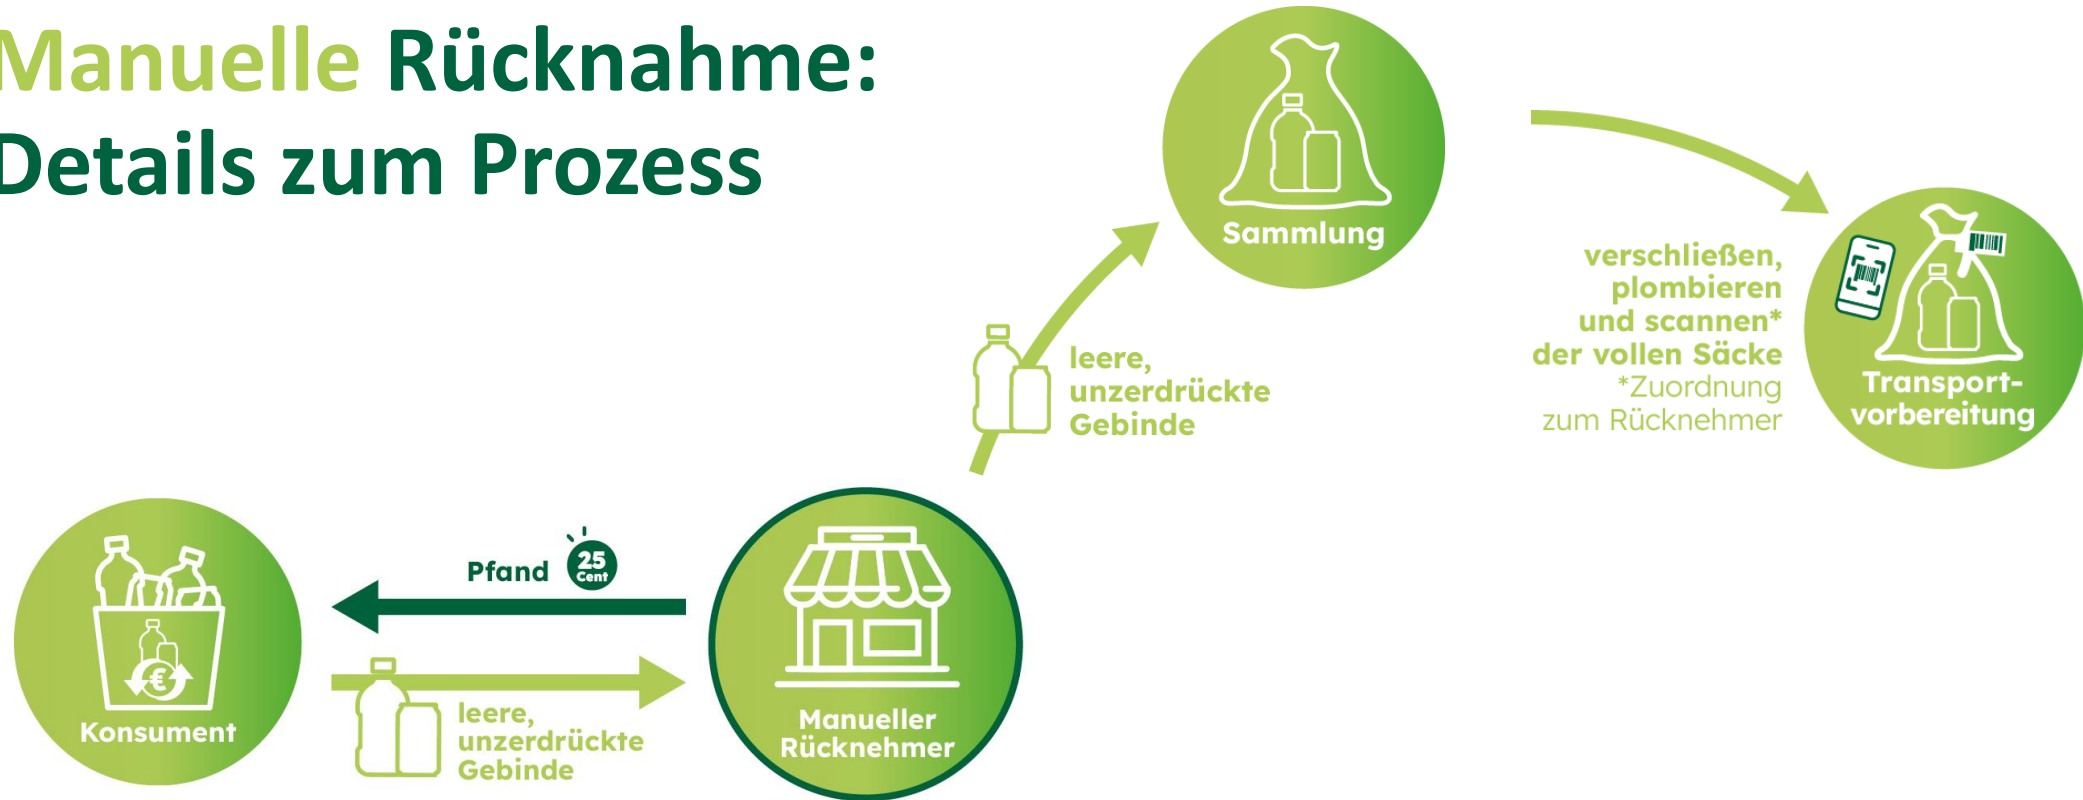 Manuelle Rücknahme:
Details zum Prozess
Sammlung
verschließen,
plombieren
und scannen*
der vollen Säcke
*Zuordnung
zum Rücknehmer
Transport-
vorbereitung
leere,
unzerdrückte
Gebinde
Pfand
25
Cent
€
Konsument
leere,
unzerdrückte
Gebinde
Manueller
Rücknehmer